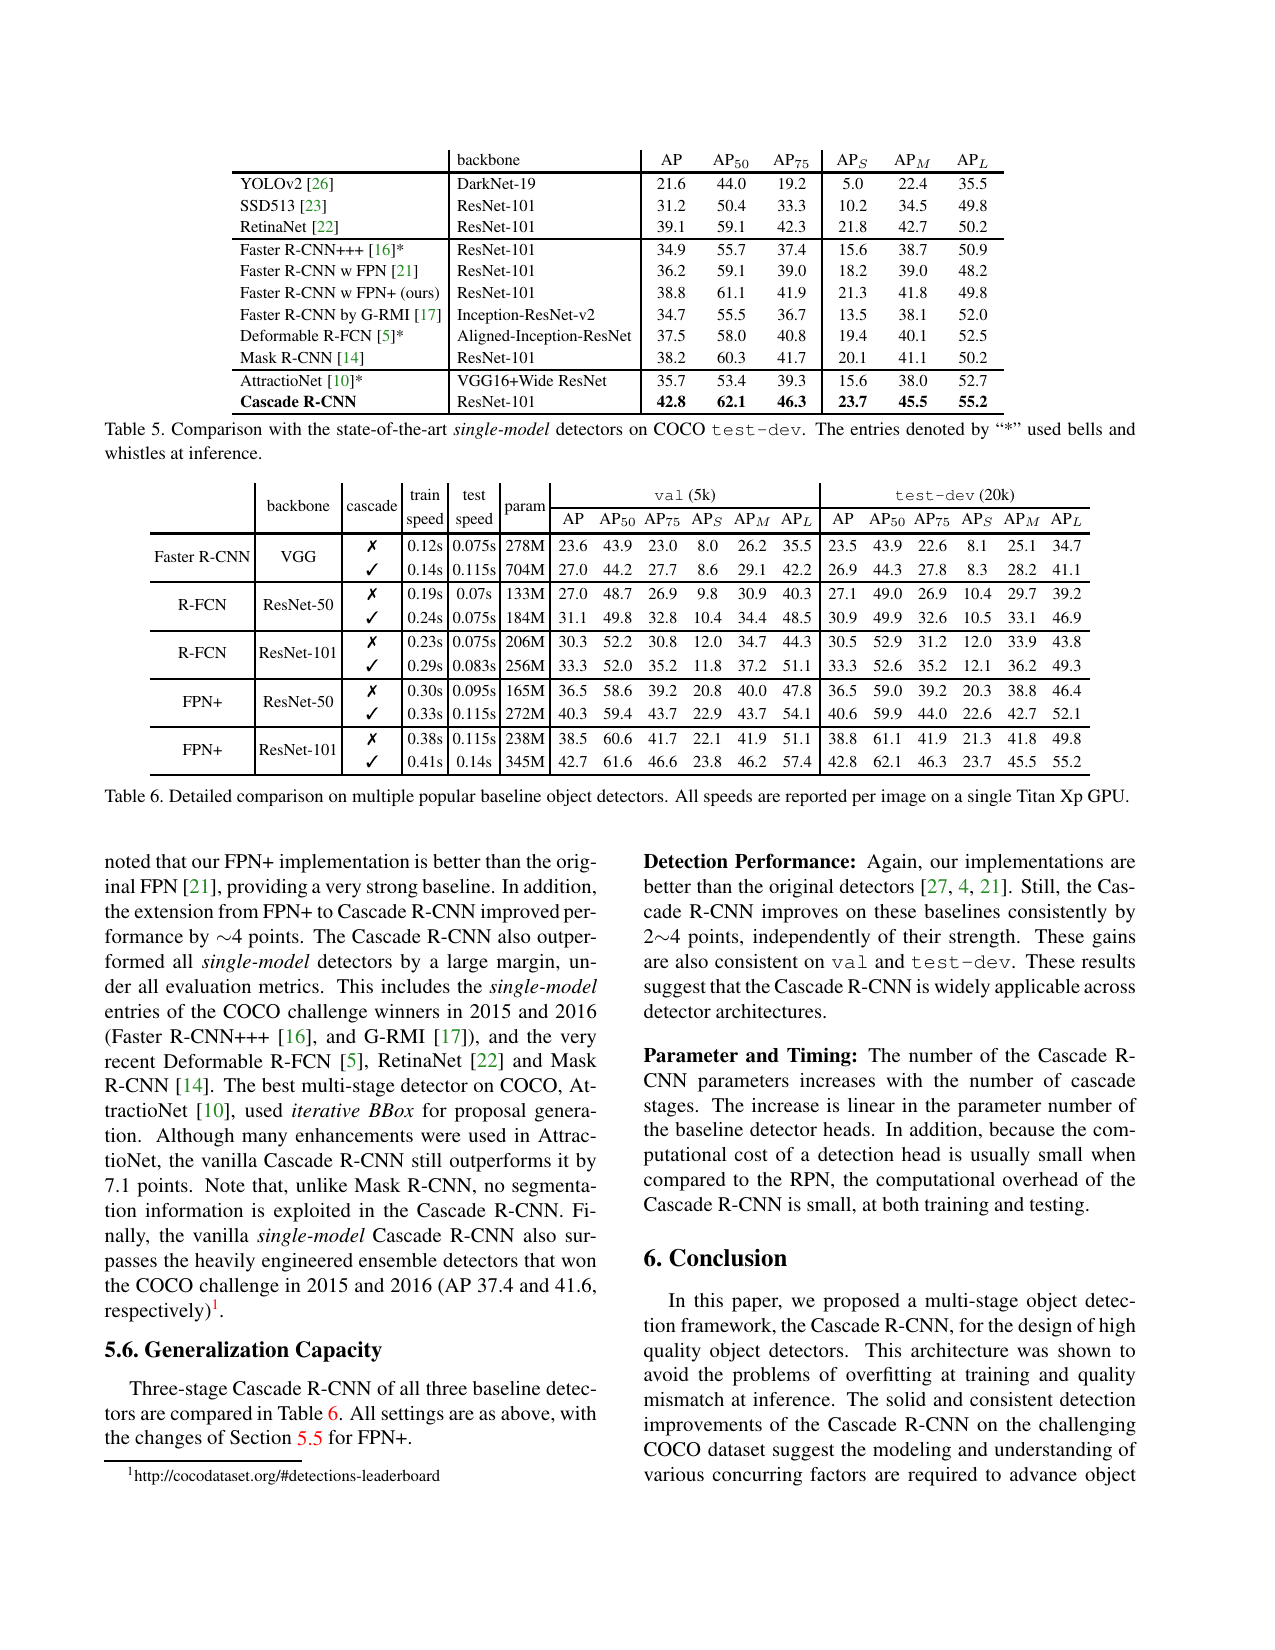 backbone AP AP50 AP75 APS APM APL
YOLOv2 [26] DarkNet-19 21.6 44.0 19.2 5.0 22.4 35.5
SSD513 [23] ResNet-101 31.2 50.4 33.3 10.2 34.5 49.8
RetinaNet [22] ResNet-101 39.1 59.1 42.3 21.8 42.7 50.2
Faster R-CNN+++ [16]* ResNet-101 34.9 55.7 37.4 15.6 38.7 50.9
Faster R-CNN w FPN [21] ResNet-101 36.2 59.1 39.0 18.2 39.0 48.2
Faster R-CNN w FPN+ (ours) ResNet-101 38.8 61.1 41.9 21.3 41.8 49.8
Faster R-CNN by G-RMI [17] Inception-ResNet-v2 34.7 55.5 36.7 13.5 38.1 52.0
Deformable R-FCN [5]* Aligned-Inception-ResNet 37.5 58.0 40.8 19.4 40.1 52.5
Mask R-CNN [14] ResNet-101 38.2 60.3 41.7 20.1 41.1 50.2
AttractioNet [10]* VGG16+Wide ResNet 35.7 53.4 39.3 15.6 38.0 52.7
Cascade R-CNN ResNet-101 42.8 62.1 46.3 23.7 45.5 55.2
Table 5. Comparison with the state-of-the-art single-model detectors on COCO test-dev. The entries denoted by “*” used bells and
whistles at inference.
backbone cascade train speed test speed param val (5k) test-dev (20k)
AP AP50 AP75 APS APM APL AP AP50 AP75 APS APM APL
Faster R-CNN VGG ✗ 0.12s 0.075s 278M 23.6 43.9 23.0 8.0 26.2 35.5 23.5 43.9 22.6 8.1 25.1 34.7
✓ 0.14s 0.115s 704M 27.0 44.2 27.7 8.6 29.1 42.2 26.9 44.3 27.8 8.3 28.2 41.1
R-FCN ResNet-50 ✗ 0.19s 0.07s 133M 27.0 48.7 26.9 9.8 30.9 40.3 27.1 49.0 26.9 10.4 29.7 39.2
✓ 0.24s 0.075s 184M 31.1 49.8 32.8 10.4 34.4 48.5 30.9 49.9 32.6 10.5 33.1 46.9
R-FCN ResNet-101 ✗ 0.23s 0.075s 206M 30.3 52.2 30.8 12.0 34.7 44.3 30.5 52.9 31.2 12.0 33.9 43.8
✓ 0.29s 0.083s 256M 33.3 52.0 35.2 11.8 37.2 51.1 33.3 52.6 35.2 12.1 36.2 49.3
FPN+ ResNet-50 ✗ 0.30s 0.095s 165M 36.5 58.6 39.2 20.8 40.0 47.8 36.5 59.0 39.2 20.3 38.8 46.4
✓ 0.33s 0.115s 272M 40.3 59.4 43.7 22.9 43.7 54.1 40.6 59.9 44.0 22.6 42.7 52.1
FPN+ ResNet-101 ✗ 0.38s 0.115s 238M 38.5 60.6 41.7 22.1 41.9 51.1 38.8 61.1 41.9 21.3 41.8 49.8
✓ 0.41s 0.14s 345M 42.7 61.6 46.6 23.8 46.2 57.4 42.8 62.1 46.3 23.7 45.5 55.2
Table 6. Detailed comparison on multiple popular baseline object detectors. All speeds are reported per image on a single Titan Xp GPU.
noted that our FPN+ implementation is better than the orig-
inal FPN [21], providing a very strong baseline. In addition,
the extension from FPN+ to Cascade R-CNN improved per-
formance by ∼4 points. The Cascade R-CNN also outper-
formed all single-model detectors by a large margin, un-
der all evaluation metrics. This includes the single-model
entries of the COCO challenge winners in 2015 and 2016
(Faster R-CNN+++ [16], and G-RMI [17]), and the very
recent Deformable R-FCN [5], RetinaNet [22] and Mask
R-CNN [14]. The best multi-stage detector on COCO, At-
tractioNet [10], used iterative BBox for proposal genera-
tion. Although many enhancements were used in Attrac-
tioNet, the vanilla Cascade R-CNN still outperforms it by
7.1 points. Note that, unlike Mask R-CNN, no segmenta-
tion information is exploited in the Cascade R-CNN. Fi-
nally, the vanilla single-model Cascade R-CNN also sur-
passes the heavily engineered ensemble detectors that won
the COCO challenge in 2015 and 2016 (AP 37.4 and 41.6,
respectively)1.
5.6. Generalization Capacity
Three-stage Cascade R-CNN of all three baseline detec-
tors are compared in Table 6. All settings are as above, with
the changes of Section 5.5 for FPN+.
1http://cocodataset.org/#detections-leaderboard
Detection Performance: Again, our implementations are
better than the original detectors [27, 4, 21]. Still, the Cas-
cade R-CNN improves on these baselines consistently by
2∼4 points, independently of their strength. These gains
are also consistent on val and test-dev. These results
suggest that the Cascade R-CNN is widely applicable across
detector architectures.
Parameter and Timing: The number of the Cascade R-
CNN parameters increases with the number of cascade
stages. The increase is linear in the parameter number of
the baseline detector heads. In addition, because the com-
putational cost of a detection head is usually small when
compared to the RPN, the computational overhead of the
Cascade R-CNN is small, at both training and testing.
6. Conclusion
In this paper, we proposed a multi-stage object detec-
tion framework, the Cascade R-CNN, for the design of high
quality object detectors. This architecture was shown to
avoid the problems of overfitting at training and quality
mismatch at inference. The solid and consistent detection
improvements of the Cascade R-CNN on the challenging
COCO dataset suggest the modeling and understanding of
various concurring factors are required to advance object